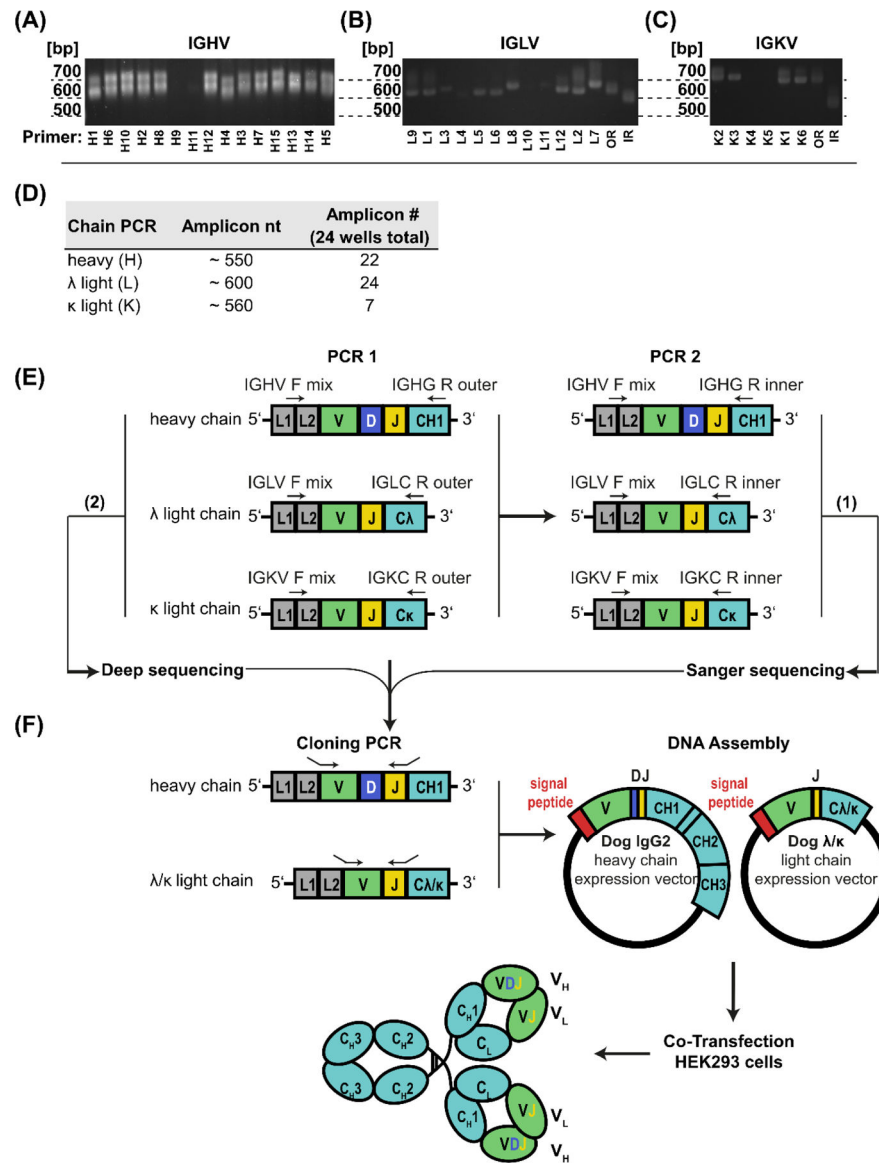 (A)
IGHV
[bp]
700
600
500
Primer:
H1 H6 H10 H2 H8 H9 H11 H12 H4 H3 H7 H15 H13 H14 H5
(B)
IGLV
[bp]
700
600
500
L9 L1 L3 L4 L5 L6 L8 L10 L11 L12 L2 L7 OR IR
(C)
IGKV
[bp]
700
600
500
K2 K3 K4 K5 K1 K6 OR IR
(D)
Chain PCR Amplicon nt Amplicon #
(24 wells total)
heavy (H) ~ 550 22
λ light (L) ~ 600 24
κ light (K) ~ 560 7
(E)
PCR 1
PCR 2
IGHV F mix IGHG R outer
heavy chain 5‘ L1 L2 V D J CH1 3‘
IGHV F mix IGHG R inner
5‘ L1 L2 V D J CH1 3‘
(2)
IGLV F mix IGLC R outer
λ light chain 5‘ L1 L2 V J Cλ 3‘
IGLV F mix IGLC R inner
5‘ L1 L2 V J Cλ 3‘
(1)
IGKV F mix IGKC R outer
κ light chain 5‘ L1 L2 V J Cκ 3‘
IGKV F mix IGKC R inner
5‘ L1 L2 V J Cκ 3‘
Deep sequencing
Sanger sequencing
(F)
Cloning PCR
heavy chain 5‘ L1 L2 V D J CH1 3‘
λ/κ light chain 5‘ L1 L2 V J Cλ/κ 3‘
DNA Assembly
signal
peptide
V
DJ
CH1
CH2
CH3
Dog IgG2
heavy chain
expression vector
signal
peptide
V
J
Cλ/κ
Dog λ/κ
light chain
expression vector
Co-Transfection
HEK293 cells
VDJ VH
VJ VL
CH1
CL
CH3 CH2
CH3 CH2
CL
CH1
VJ VL
VDJ VH